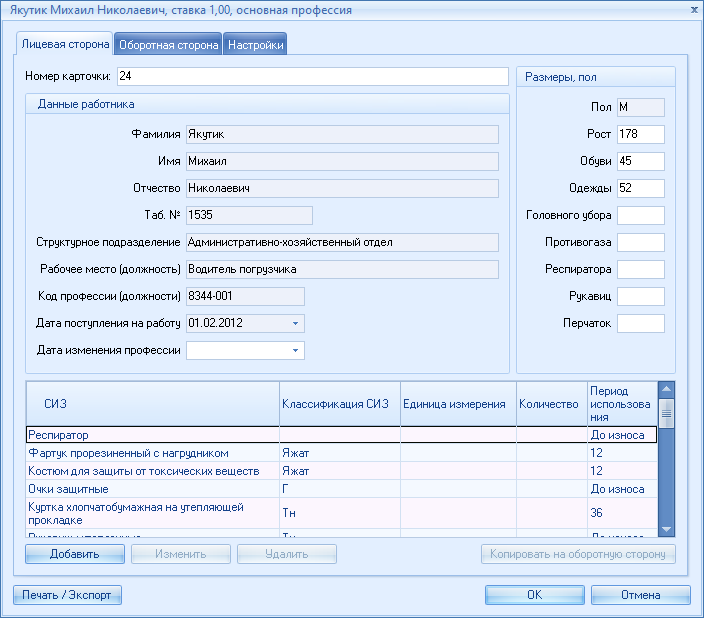 Якутик Михаил Николаевич, ставка 1,00, основная профессия
x
Лицевая сторона Оборотная сторона Настройки
Номер карточки: 24
Данные работника
Фамилия Якутик
Имя Михаил
Отчество Николаевич
Таб. № 1535
Структурное подразделение Административно-хозяйственный отдел
Рабочее место (должность) Водитель погрузчика
Код профессии (должности) 8344-001
Дата поступления на работу 01.02.2012
Дата изменения профессии
Размеры, пол
Пол М
Рост 178
Обуви 45
Одежды 52
Головного убора
Противогаза
Респиратора
Рукавиц
Перчаток
СИЗ Классификация СИЗ Единица измерения Количество Период
использова
ния
Респиратор До износа
Фартук прорезиненный с нагрудником Яжат 12
Костюм для защиты от токсических веществ Яжат 12
Очки защитные Г До износа
Куртка хлопчатобумажная на утепляющей
прокладке Тн 36
Добавить Изменить Удалить Копировать на оборотную сторону
Печать / Экспорт ОК Отмена